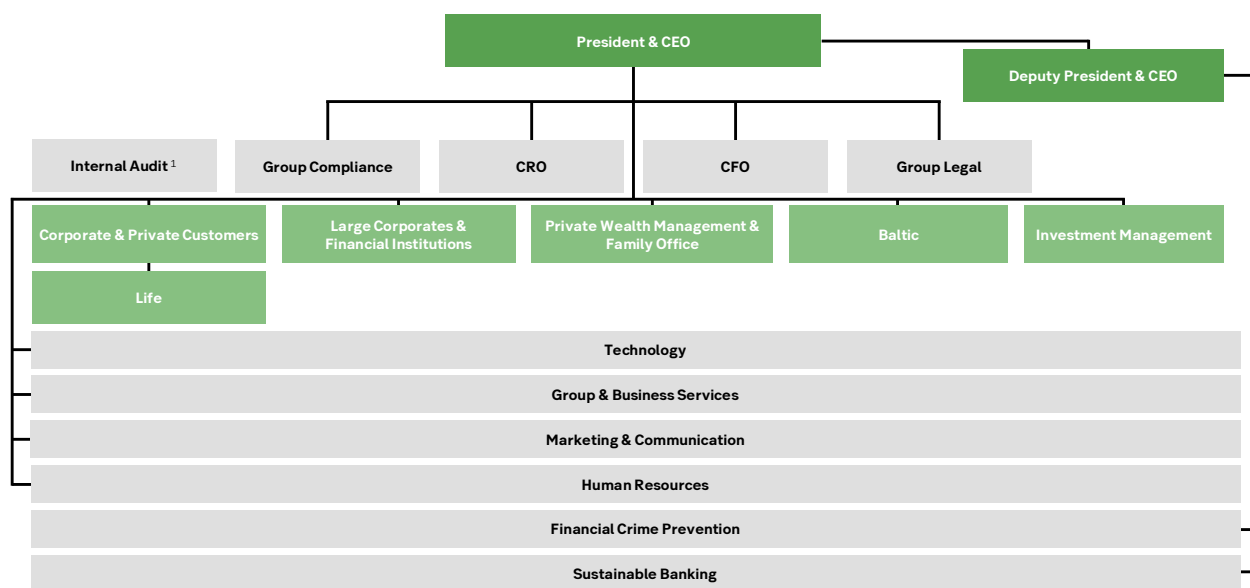 President & CEO
Deputy President & CEO
Internal Audit 1
Group Compliance
CRO
CFO
Group Legal
Corporate & Private Customers
Large Corporates &
Financial Institutions
Private Wealth Management &
Family Office
Baltic
Investment Management
Life
Technology
Group & Business Services
Marketing & Communication
Human Resources
Financial Crime Prevention
Sustainable Banking